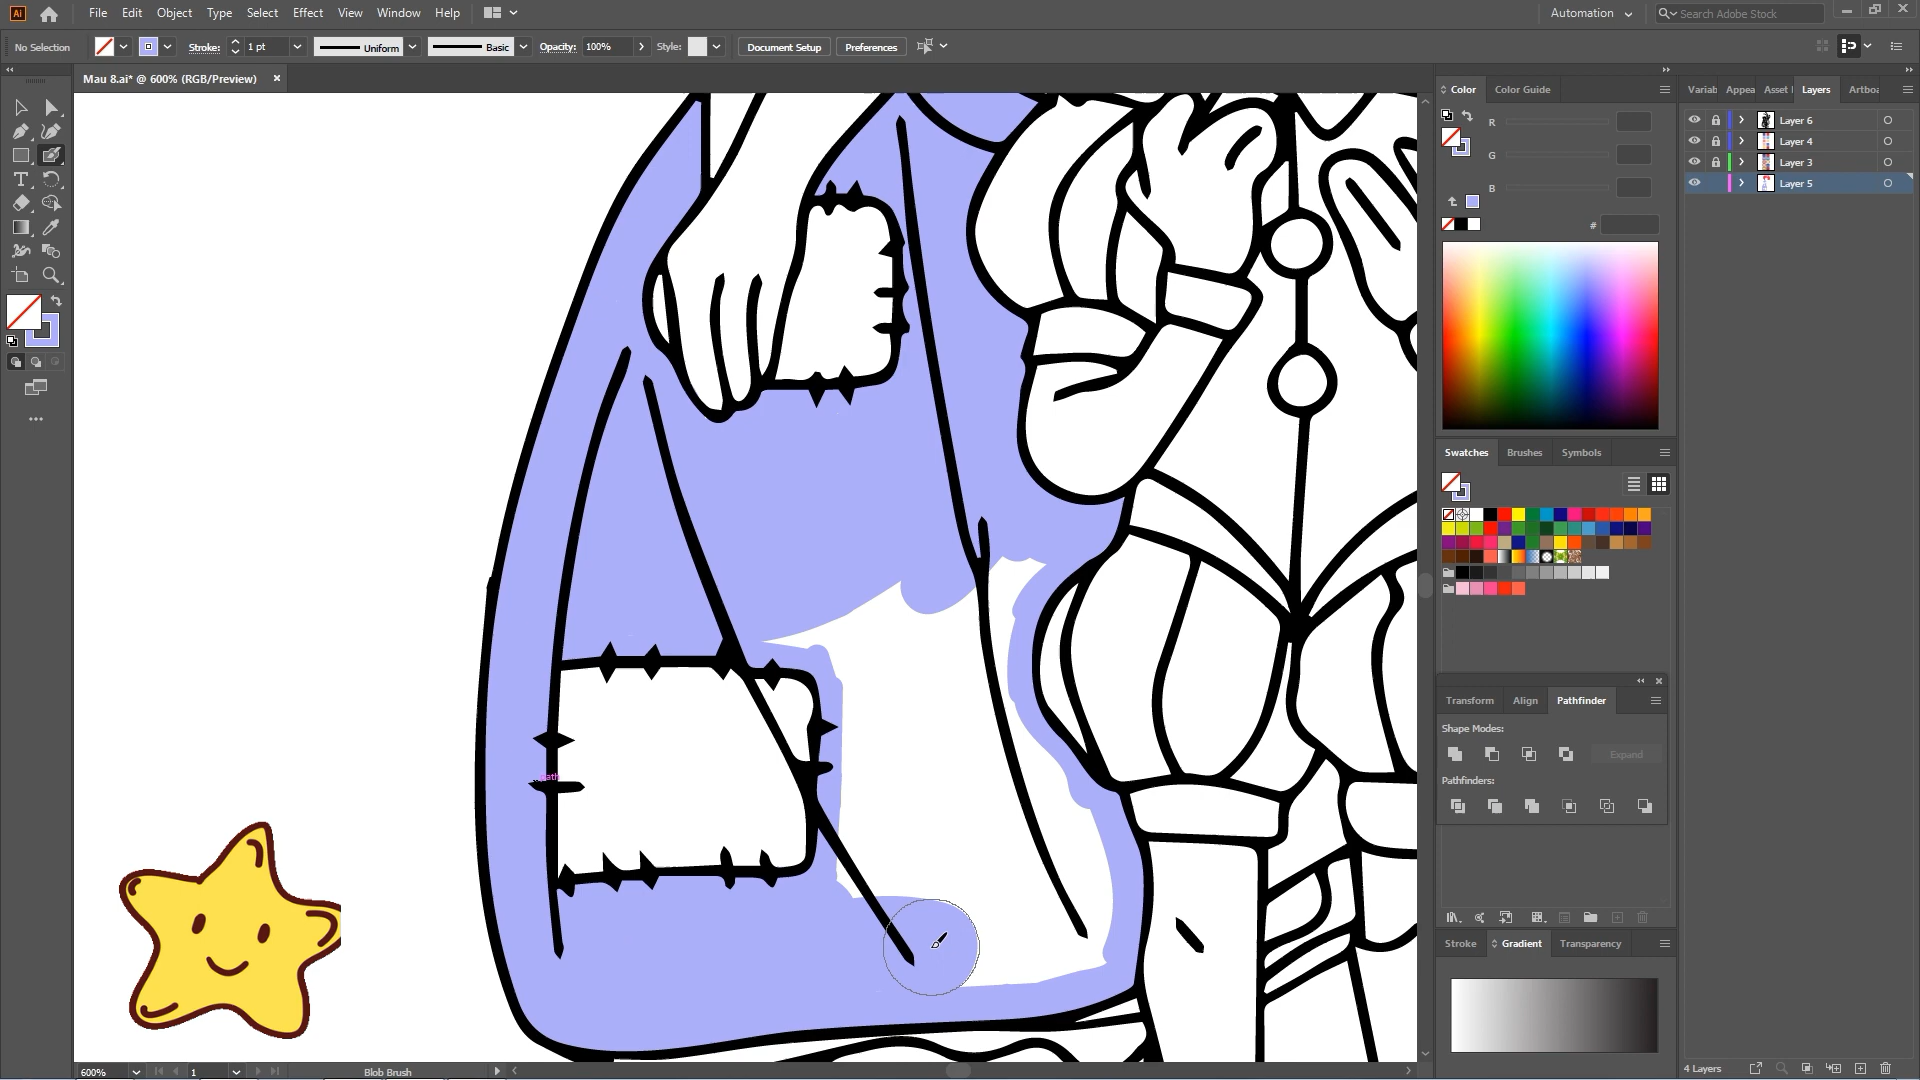 Ai File Edit Object Type Select Effect View Window Help Automation Search Adobe Stock
No Selection Stroke: 1 pt Uniform Basic Opacity: 100% Style: Document Setup Preferences
Mau 8.ai* @ 600% (RGB/Preview) ×
Color Color Guide
R
G
B
#
Swatches Brushes Symbols
Transform Align Pathfinder
Shape Modes:
Expand
Pathfinders:
Stroke Gradient Transparency
Variab Appea Asset Layers Artboa
Layer 6
Layer 4
Layer 3
Layer 5
4 Layers
T
path
600% 1 Blob Brush